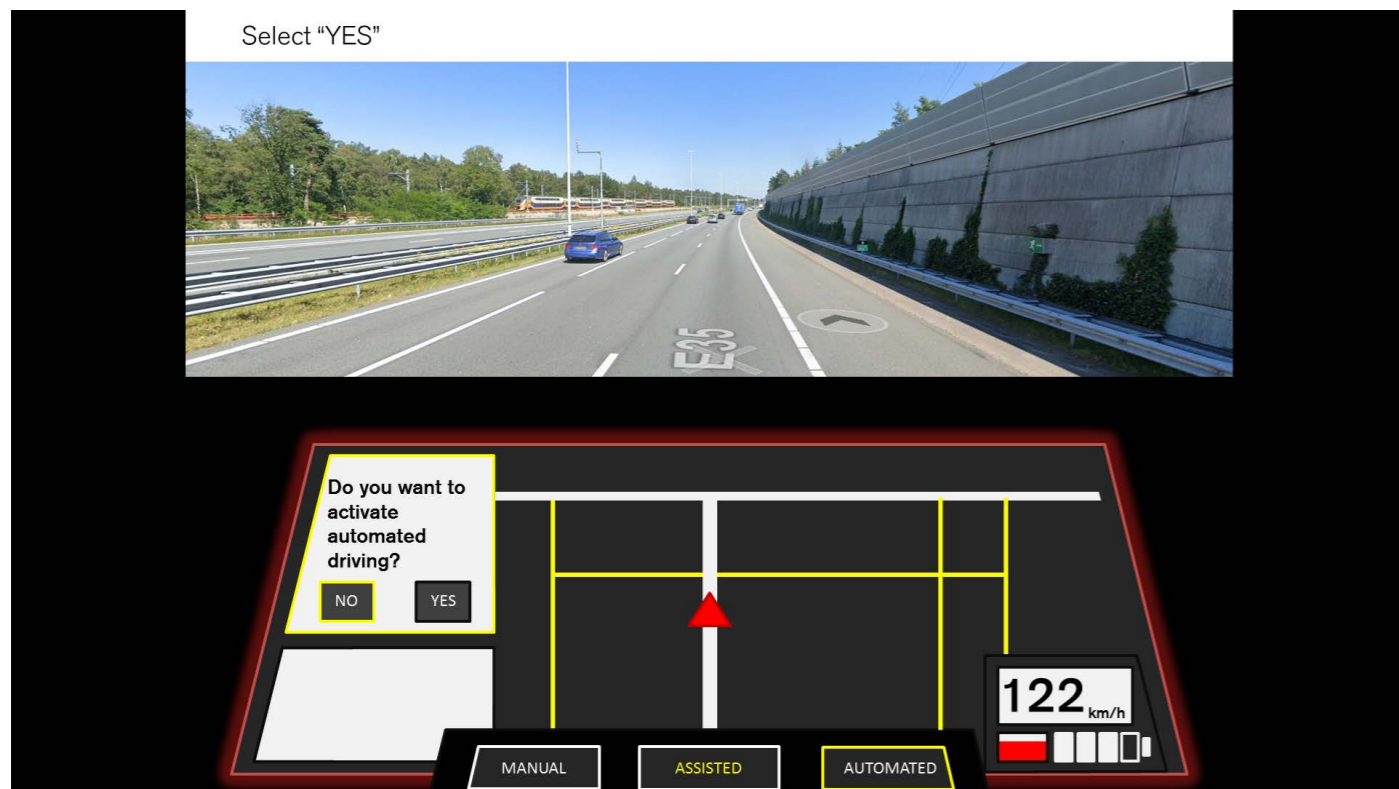 Select “YES”
E35
Do you want to
activate
automated
driving?
NO
YES
122 km/h
MANUAL
ASSISTED
AUTOMATED